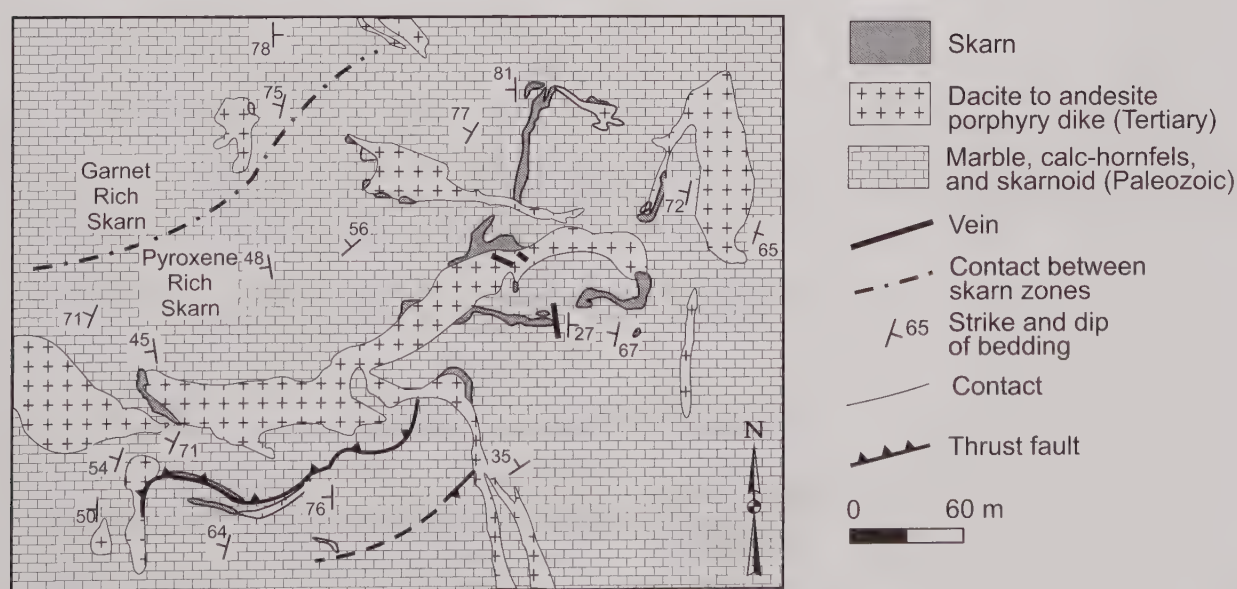 78
75
81
77
72
65
56
48
Garnet
Rich
Skarn
Pyroxene
Rich
Skarn
71
45
27
67
71
54
35
50
76
64
N
Skarn
Dacite to andesite
porphyry dike (Tertiary)
Marble, calc-hornfels,
and skarnoid (Paleozoic)
Vein
Contact between
skarn zones
65
Strike and dip
of bedding
Contact
Thrust fault
0 60 m